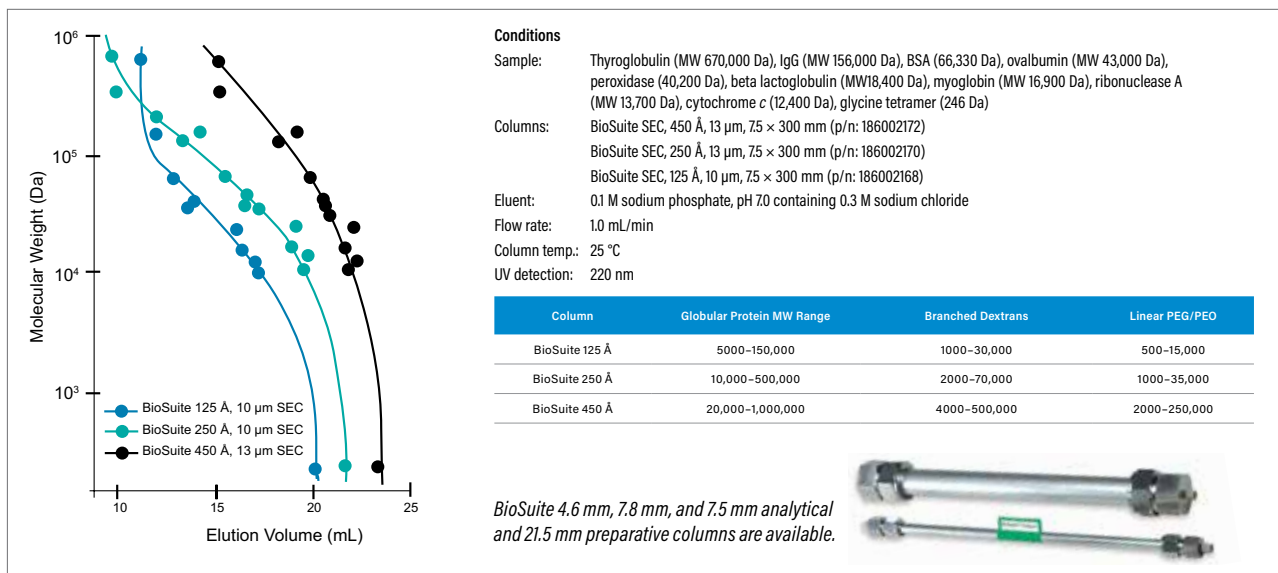 10⁶
10⁵
10⁴
10³
Molecular Weight (Da)
BioSuite 125 Å, 10 µm SEC
BioSuite 250 Å, 10 µm SEC
BioSuite 450 Å, 13 µm SEC
10 15 20 25
Elution Volume (mL)
Conditions
Sample: Thyroglobulin (MW 670,000 Da), IgG (MW 156,000 Da), BSA (66,330 Da), ovalbumin (MW 43,000 Da),
peroxidase (40,200 Da), beta lactoglobulin (MW18,400 Da), myoglobin (MW 16,900 Da), ribonuclease A
(MW 13,700 Da), cytochrome c (12,400 Da), glycine tetramer (246 Da)
Columns: BioSuite SEC, 450 Å, 13 µm, 7.5 × 300 mm (p/n: 186002172)
BioSuite SEC, 250 Å, 13 µm, 7.5 × 300 mm (p/n: 186002170)
BioSuite SEC, 125 Å, 10 µm, 7.5 × 300 mm (p/n: 186002168)
Eluent: 0.1 M sodium phosphate, pH 7.0 containing 0.3 M sodium chloride
Flow rate: 1.0 mL/min
Column temp.: 25 °C
UV detection: 220 nm
Column Globular Protein MW Range Branched Dextrans Linear PEG/PEO
BioSuite 125 Å 5000–150,000 1000–30,000 500–15,000
BioSuite 250 Å 10,000–500,000 2000–70,000 1000–35,000
BioSuite 450 Å 20,000–1,000,000 4000–500,000 2000–250,000
BioSuite 4.6 mm, 7.8 mm, and 7.5 mm analytical
and 21.5 mm preparative columns are available.